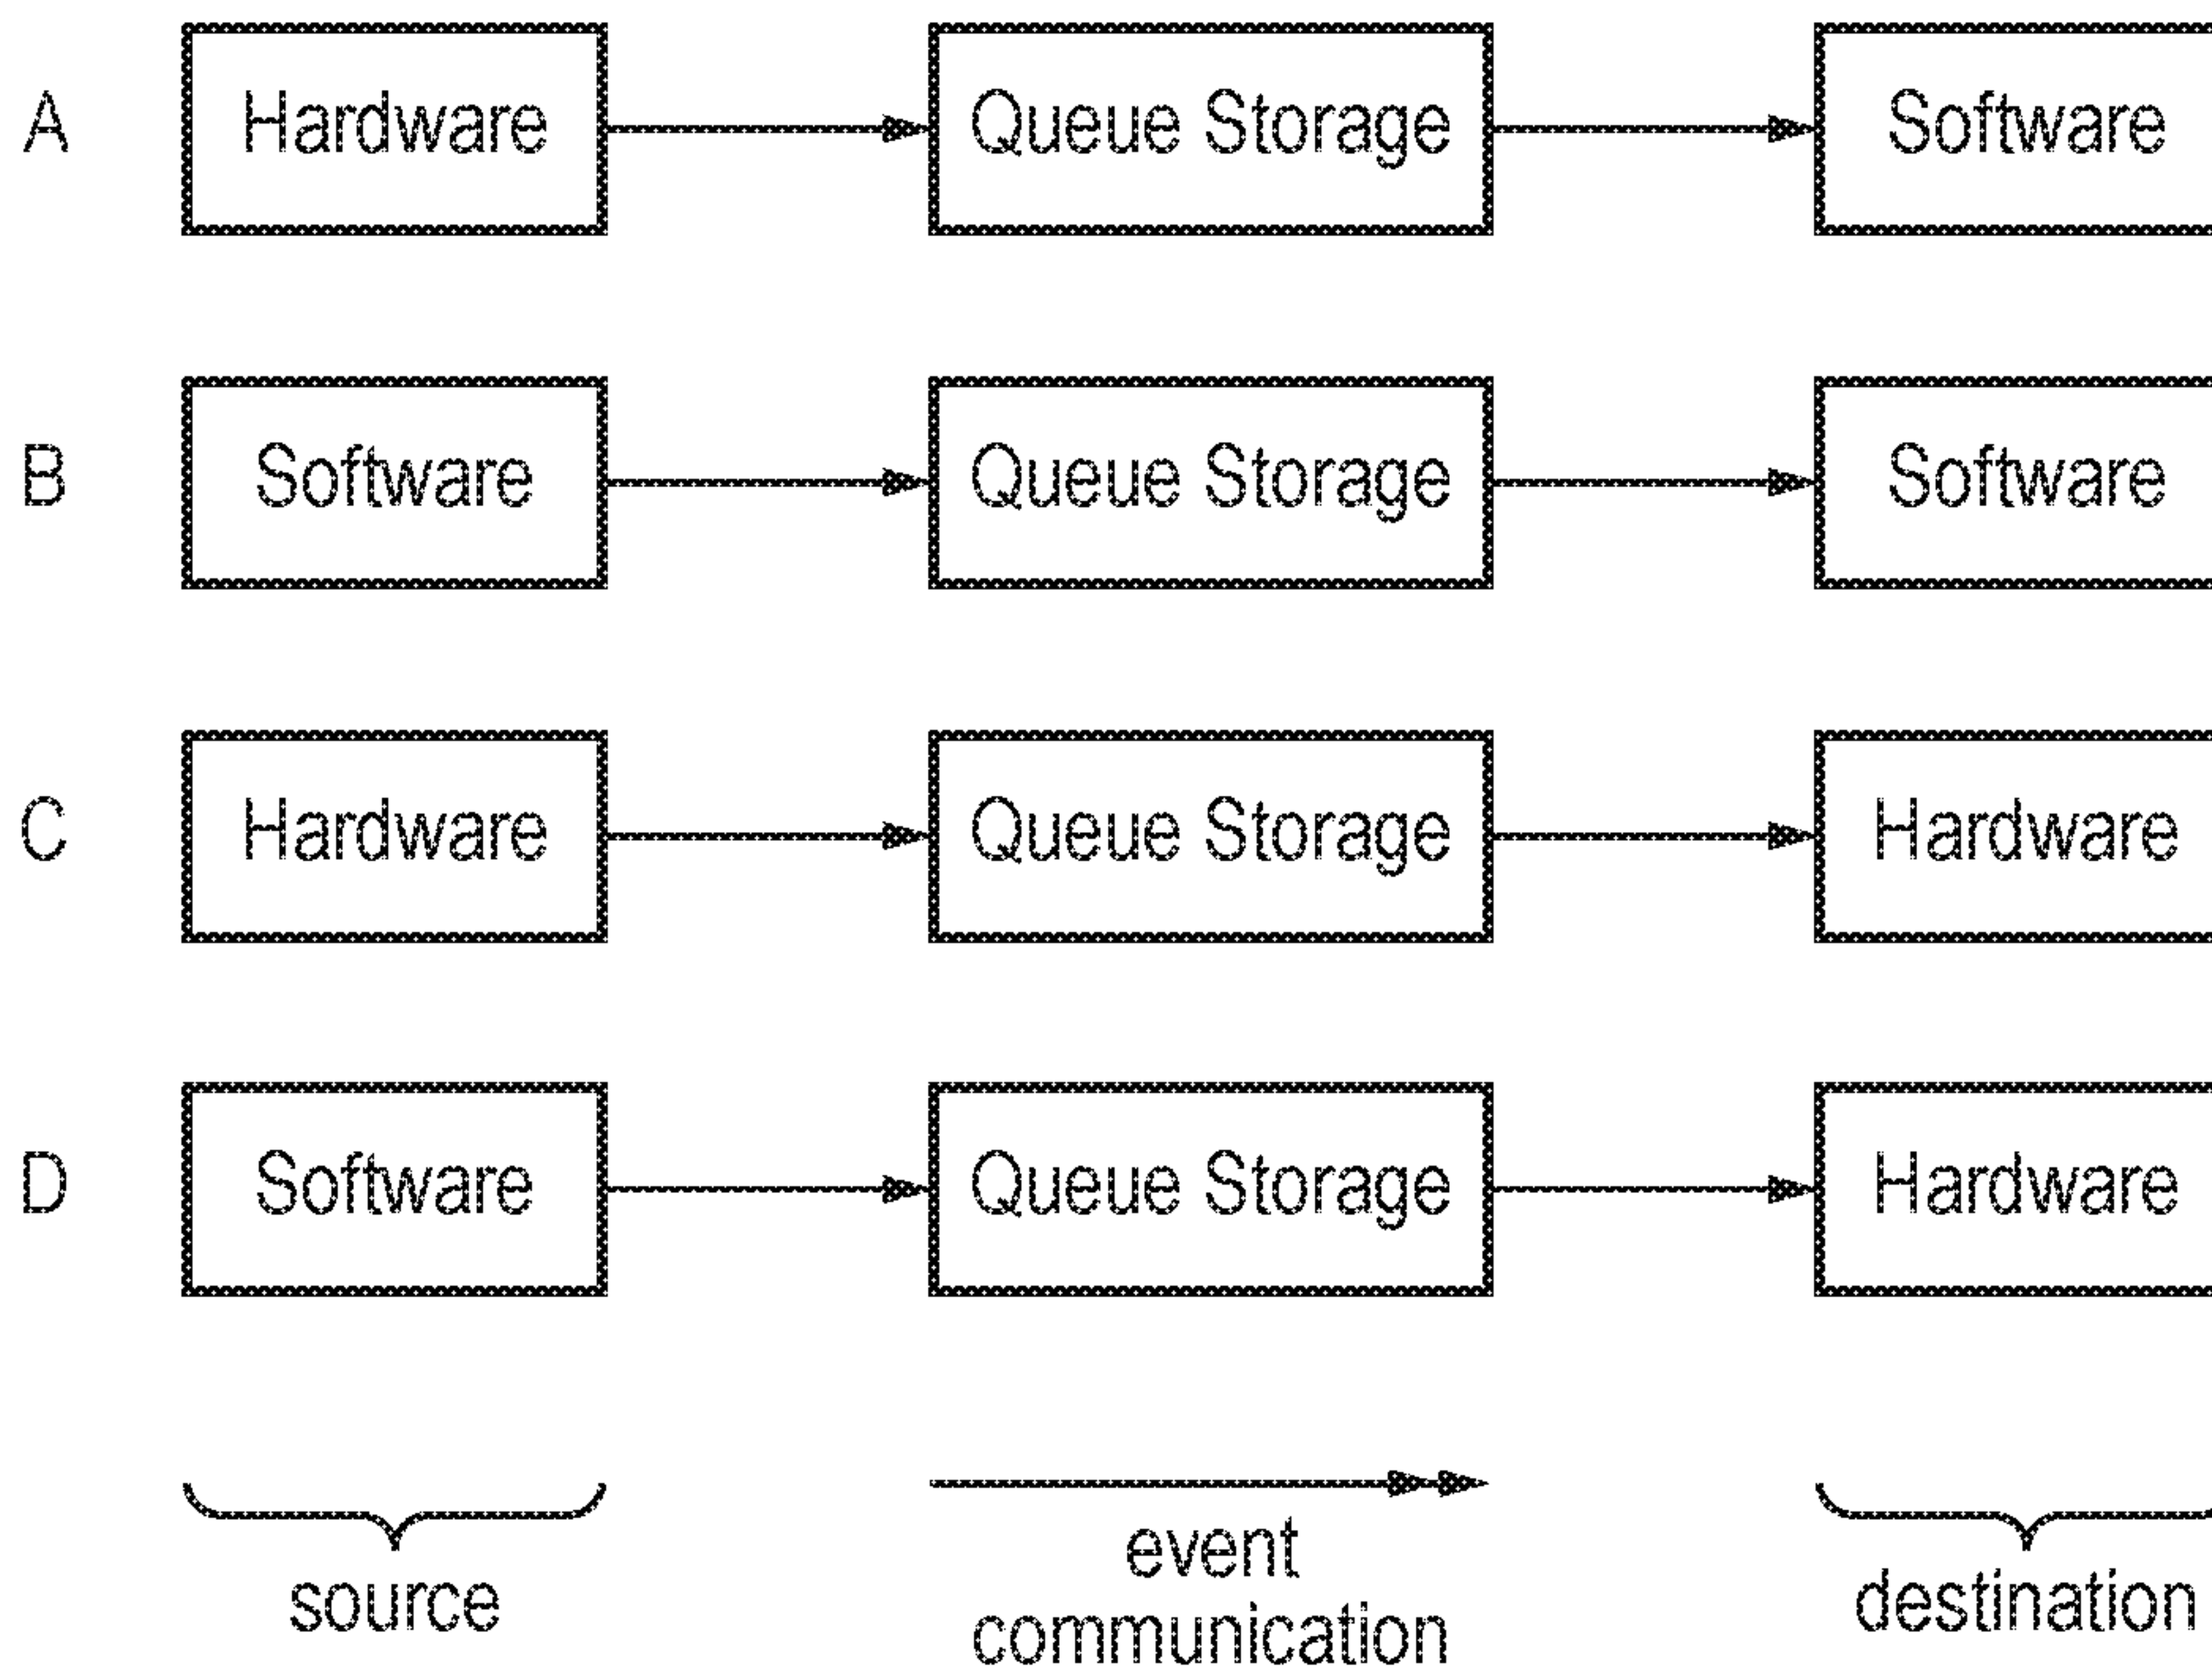 A Hardware Queue Storage Software
B Software Queue Storage Software
C Hardware Queue Storage Hardware
D Software Queue Storage Hardware
source
event
communication
destination